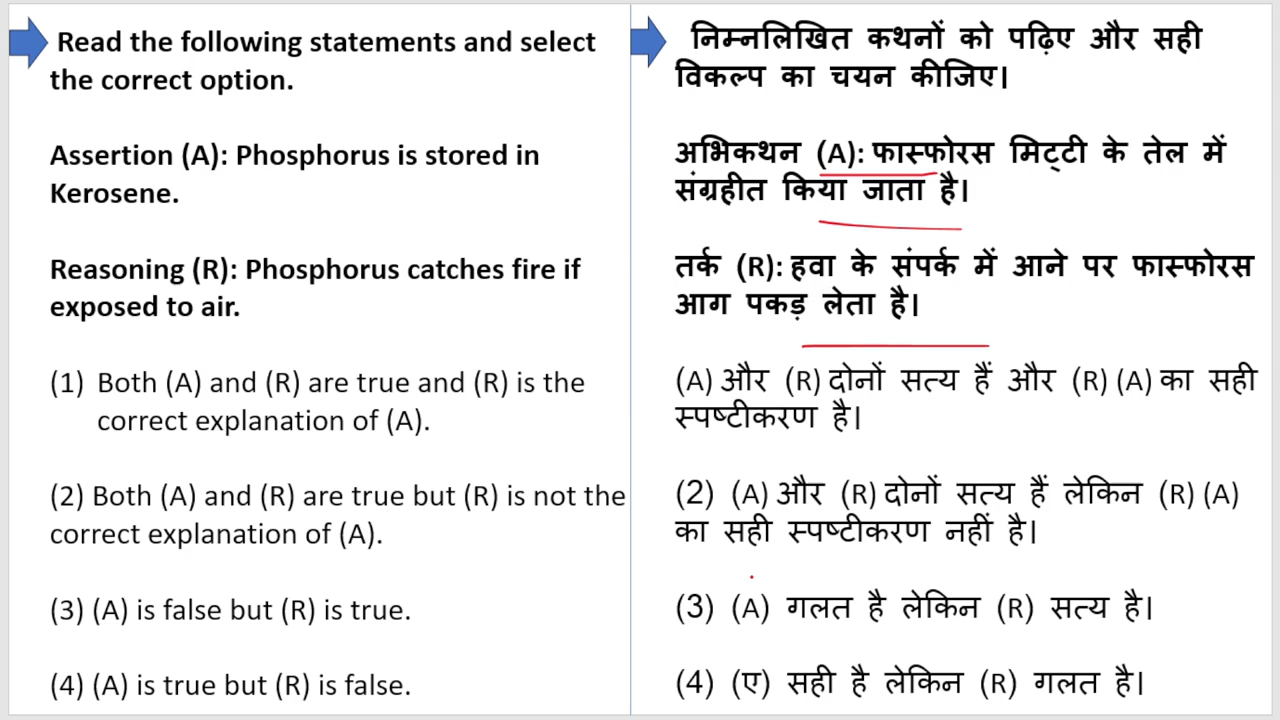 Read the following statements and select
the correct option.
Assertion (A): Phosphorus is stored in
Kerosene.
Reasoning (R): Phosphorus catches fire if
exposed to air.
(1) Both (A) and (R) are true and (R) is the
correct explanation of (A).
(2) Both (A) and (R) are true but (R) is not the
correct explanation of (A).
(3) (A) is false but (R) is true.
(4) (A) is true but (R) is false.
निम्नलिखित कथनों को पढ़िए और सही
विकल्प का चयन कीजिए।
अभिकथन (A): फास्फोरस मिट्टी के तेल में
संग्रहीत किया जाता है।
तर्क (R): हवा के संपर्क में आने पर फास्फोरस
आग पकड़ लेता है।
(A) और (R) दोनों सत्य हैं और (R) (A) का सही
स्पष्टीकरण है।
(2) (A) और (R) दोनों सत्य हैं लेकिन (R) (A)
का सही स्पष्टीकरण नहीं है।
(3) (A) गलत है लेकिन (R) सत्य है।
(4) (ए) सही है लेकिन (R) गलत है।